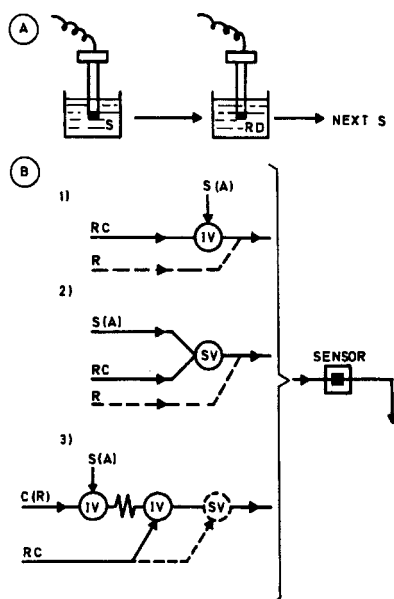 A
S
RD
NEXT S
B
1)
S(A)
RC
IV
R
2)
S(A)
SV
RC
R
SENSOR
3)
S(A)
C(R)
IV
IV
SV
RC